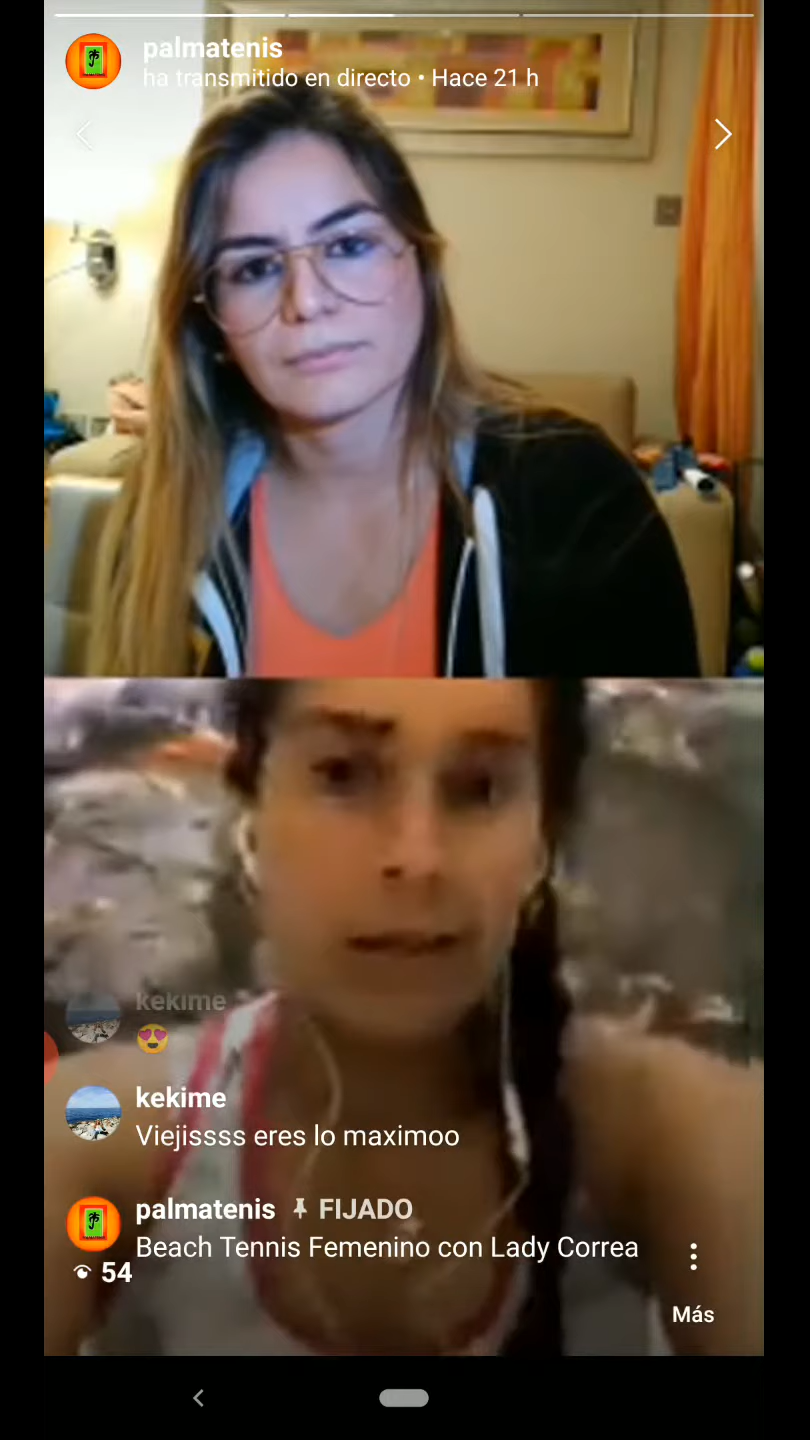 palmatenis
ha transmitido en directo • Hace 21 h
kekime
😍
kekime
Viejissss eres lo maximoo
palmatenis FIJADO
Beach Tennis Femenino con Lady Correa
54
Más